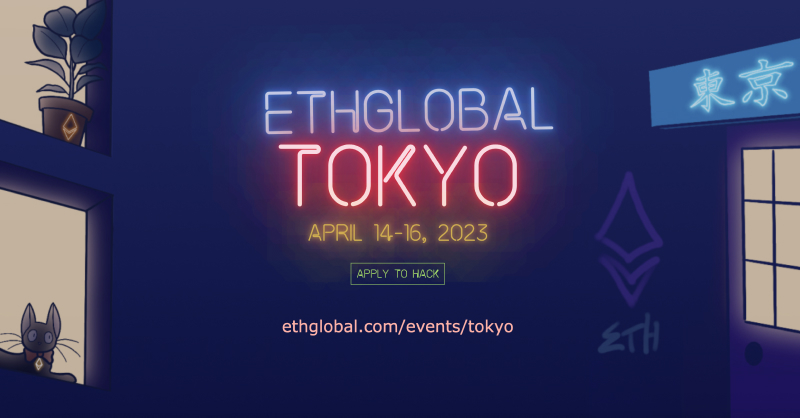 ETHGLOBAL
TOKYO
APRIL 14-16, 2023
APPLY TO HACK
ethglobal.com/events/tokyo
東京
ETH